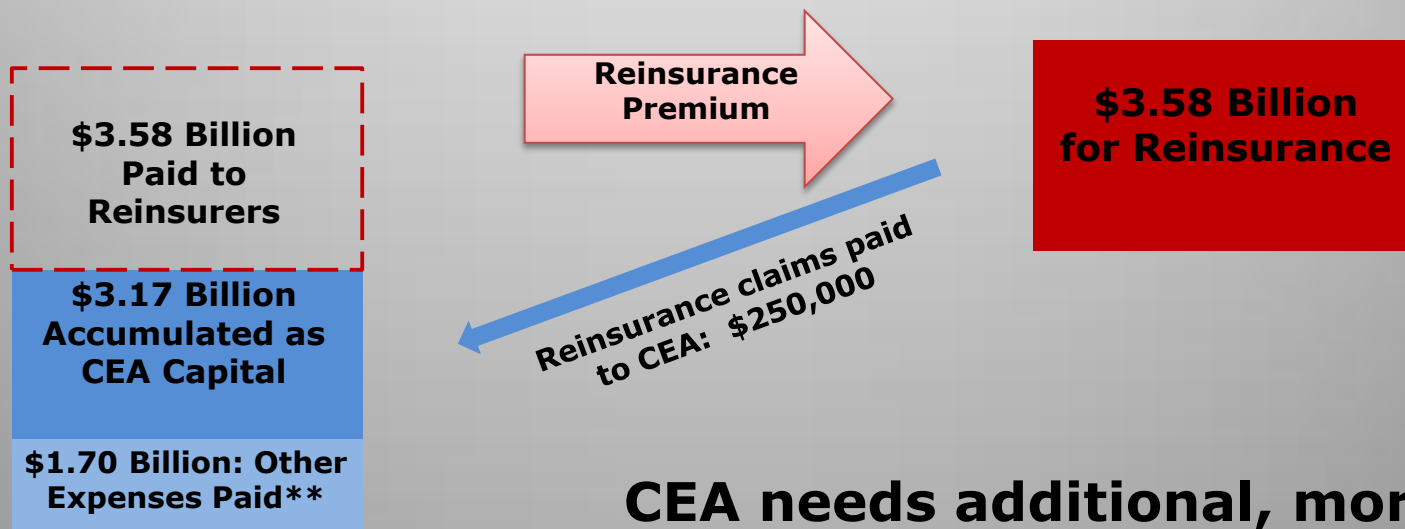 Reinsurance
Premium
$3.58 Billion
for Reinsurance
$3.58 Billion
Paid to
Reinsurers
Reinsurance claims paid
to CEA: $250,000
$3.17 Billion
Accumulated as
CEA Capital
$1.70 Billion: Other
Expenses Paid**
CEA needs additional,